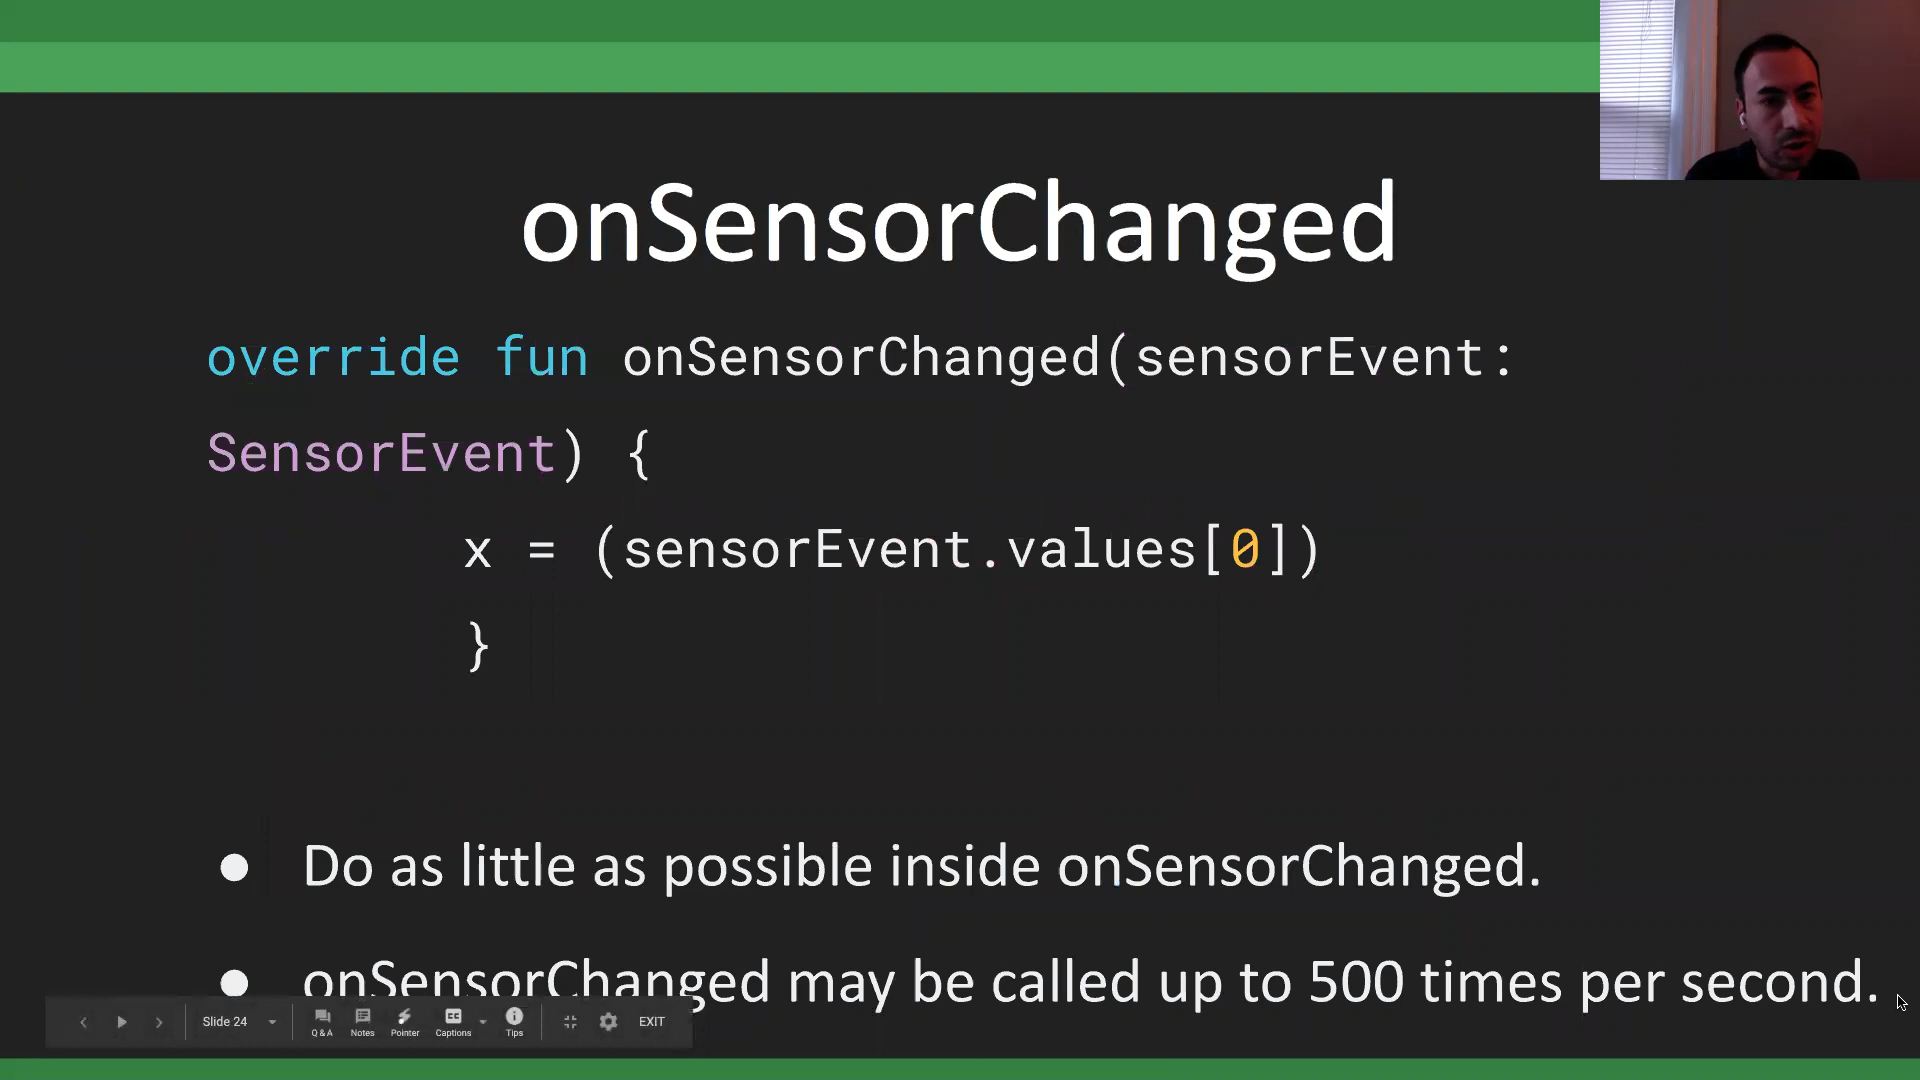 onSensorChanged
override fun onSensorChanged(sensorEvent:
SensorEvent) {
x = (sensorEvent.values[0])
}
● Do as little as possible inside onSensorChanged.
● onSensorChanged may be called up to 500 times per second.
Slide 24
Q & A Notes Pointer Captions Tips EXIT